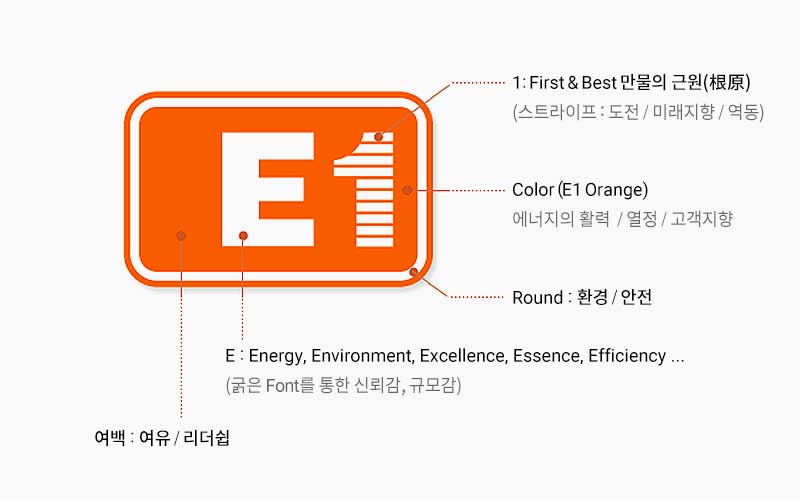 E1
1: First & Best 만물의 근원(根原)
(스트라이프 : 도전 / 미래지향 / 역동)
Color (E1 Orange)
에너지의 활력 / 열정 / 고객지향
Round : 환경 / 안전
E : Energy, Environment, Excellence, Essence, Efficiency ...
(굵은 Font를 통한 신뢰감, 규모감)
여백 : 여유 / 리더쉽